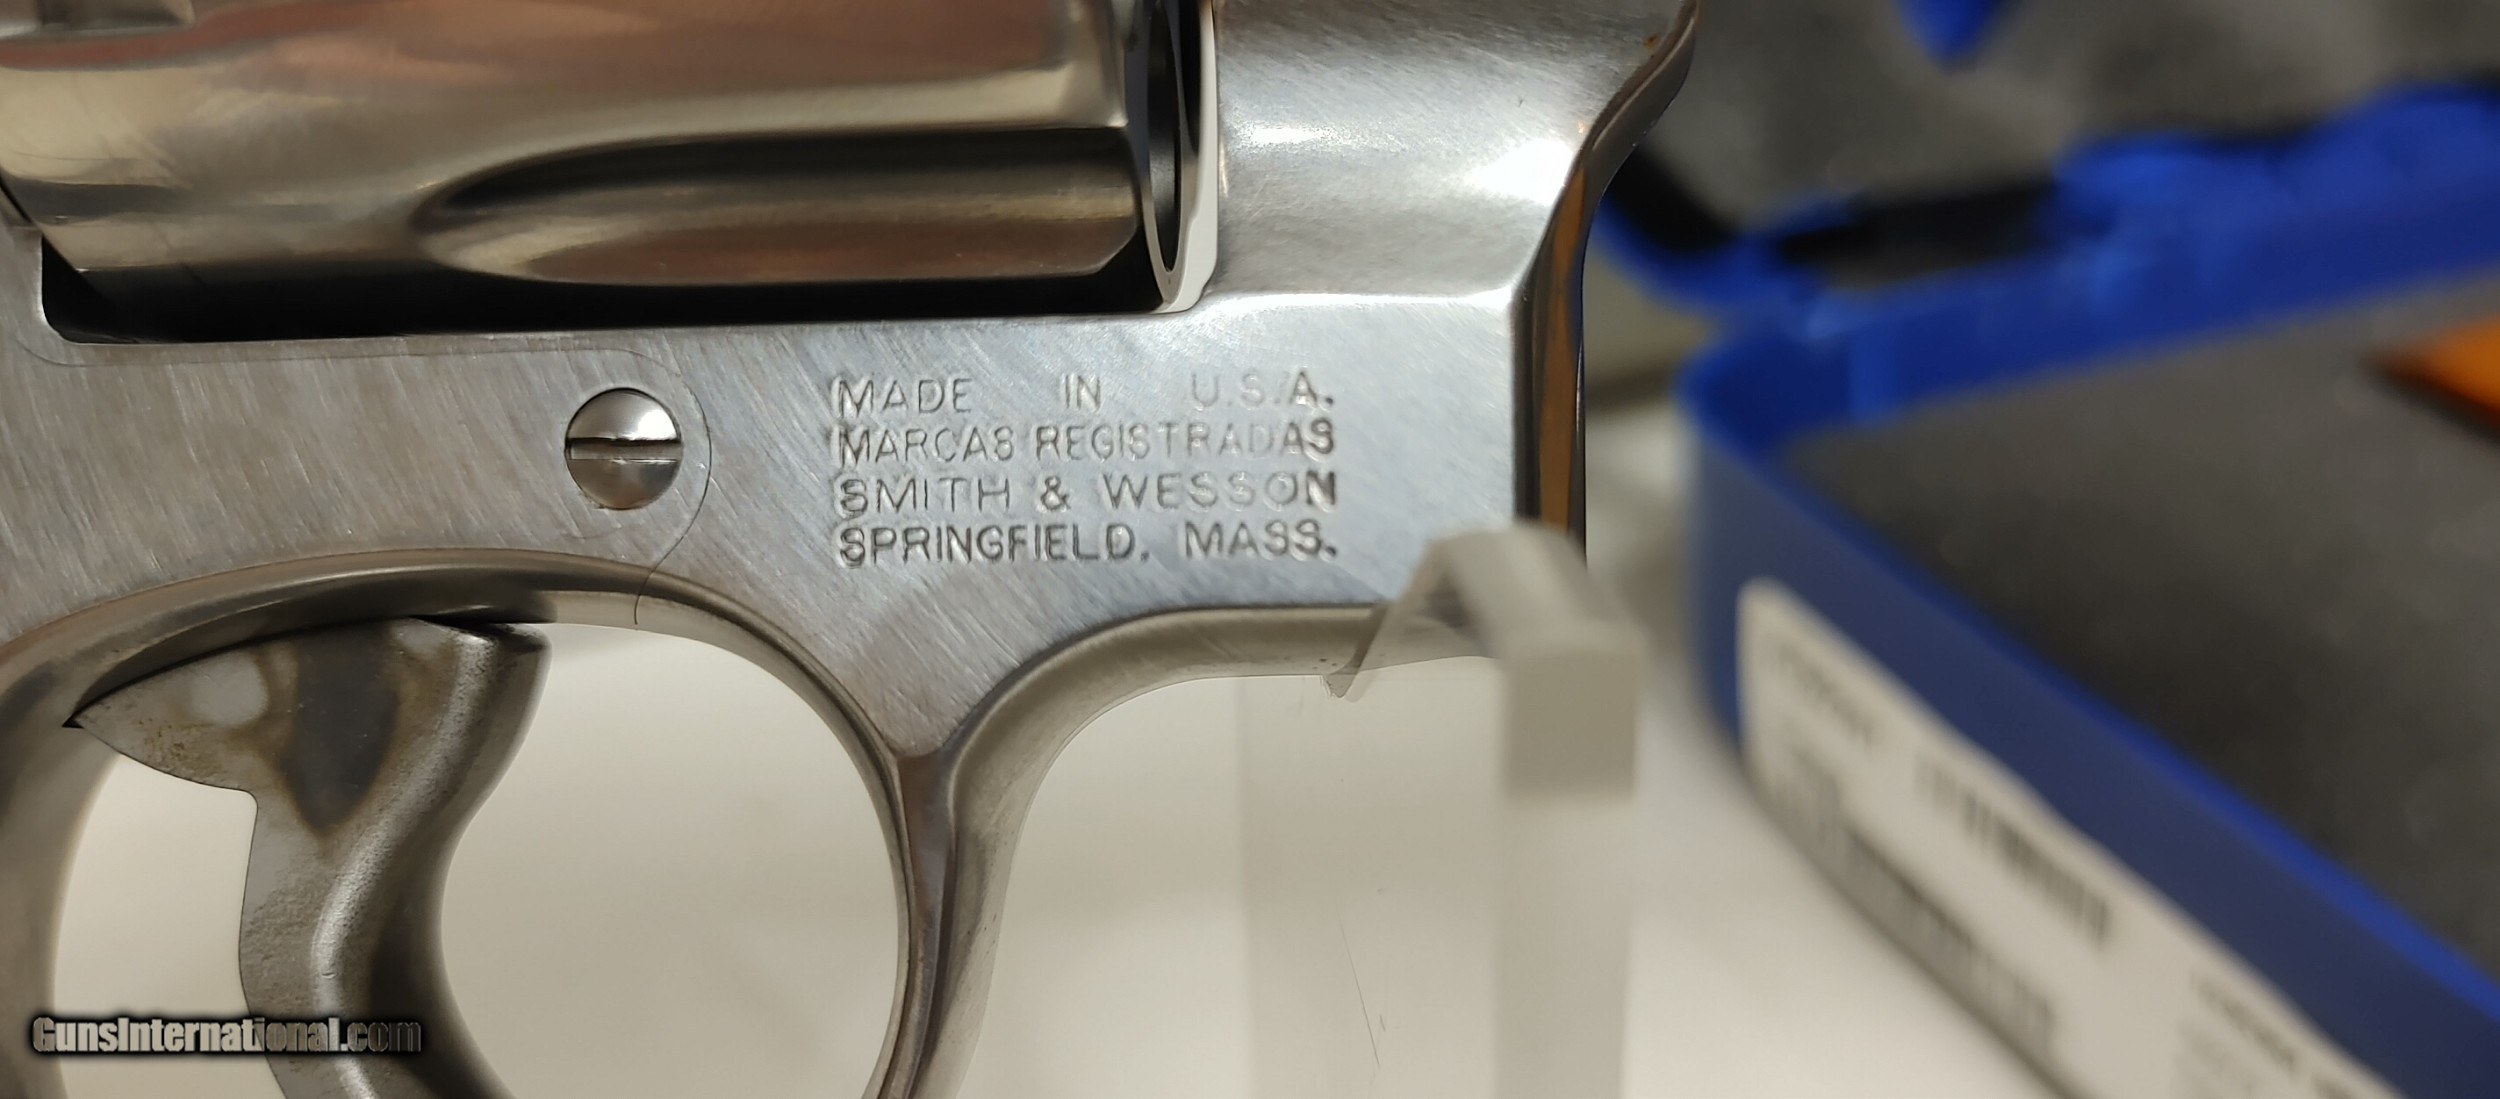 MADE IN U.S.A.
MARCAS REGISTRADAS
SMITH & WESSON
SPRINGFIELD, MASS.
GunsInternational.com